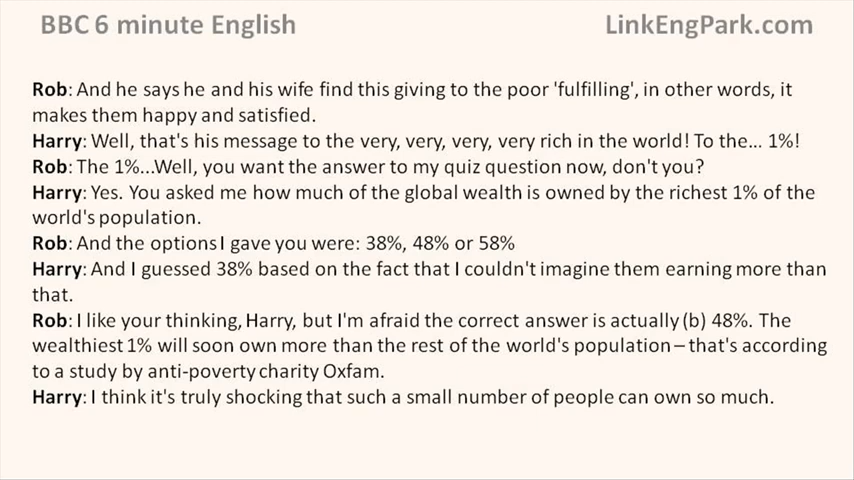 BBC 6 minute English
LinkEngPark.com
Rob: And he says he and his wife find this giving to the poor 'fulfilling', in other words, it
makes them happy and satisfied.
Harry: Well, that's his message to the very, very, very, very rich in the world! To the... 1%!
Rob: The 1%...Well, you want the answer to my quiz question now, don't you?
Harry: Yes. You asked me how much of the global wealth is owned by the richest 1% of the
world's population.
Rob: And the options I gave you were: 38%, 48% or 58%
Harry: And I guessed 38% based on the fact that I couldn't imagine them earning more than
that.
Rob: I like your thinking, Harry, but I'm afraid the correct answer is actually (b) 48%. The
wealthiest 1% will soon own more than the rest of the world's population – that's according
to a study by anti-poverty charity Oxfam.
Harry: I think it's truly shocking that such a small number of people can own so much.